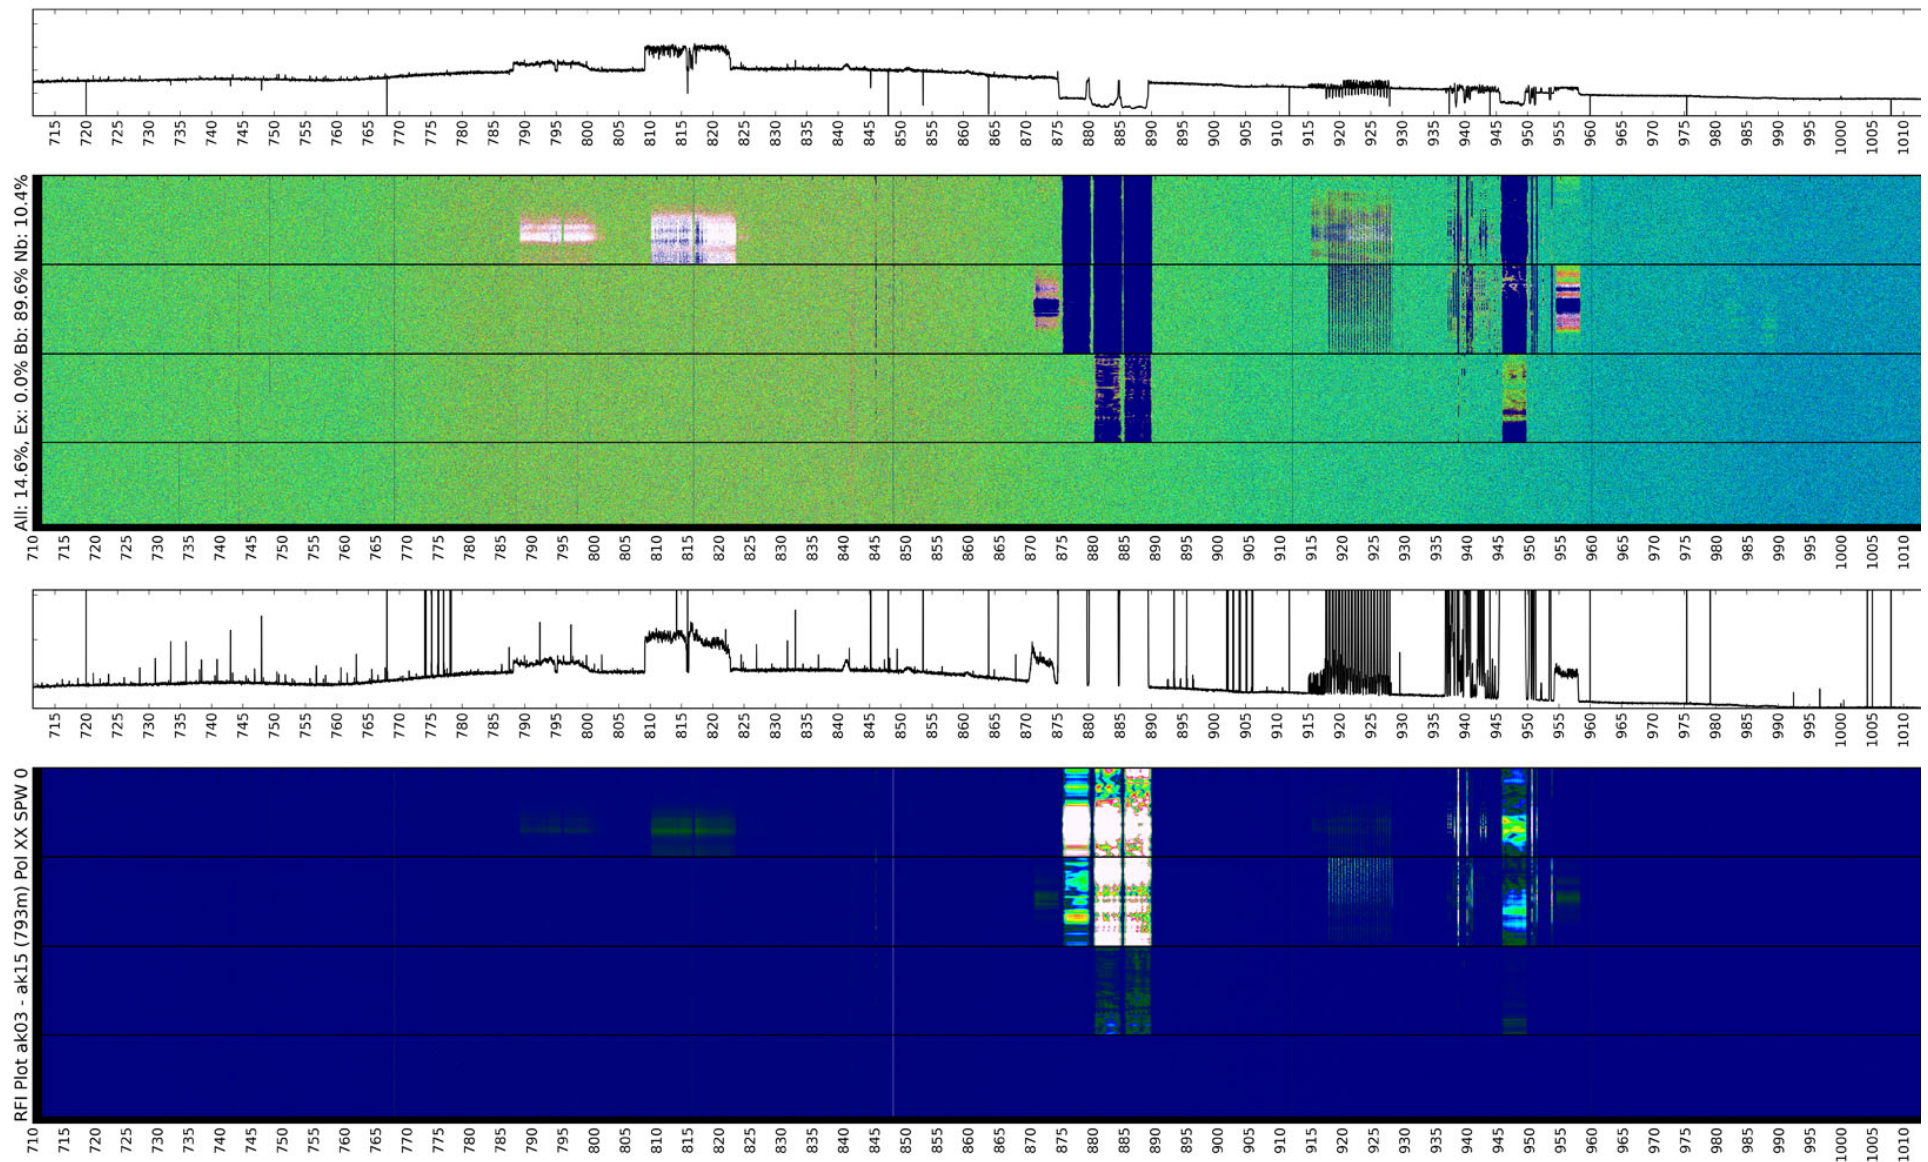 715 720 725 730 735 740 745 750 755 760 765 770 775 780 785 790 795 800 805 810 815 820 825 830 835 840 845 850 855 860 865 870 875 880 885 890 895 900 905 910 915 920 925 930 935 940 945 950 955 960 965 970 975 980 985 990 995 1000 1005 1010
All: 14.6%, Ex: 0.0% Bb: 89.6% Nb: 10.4%
710 715 720 725 730 735 740 745 750 755 760 765 770 775 780 785 790 795 800 805 810 815 820 825 830 835 840 845 850 855 860 865 870 875 880 885 890 895 900 905 910 915 920 925 930 935 940 945 950 955 960 965 970 975 980 985 990 995 1000 1005 1010
715 720 725 730 735 740 745 750 755 760 765 770 775 780 785 790 795 800 805 810 815 820 825 830 835 840 845 850 855 860 865 870 875 880 885 890 895 900 905 910 915 920 925 930 935 940 945 950 955 960 965 970 975 980 985 990 995 1000 1005 1010
RFI Plot ak03 - ak15 (793m) Pol XX SPW 0
710 715 720 725 730 735 740 745 750 755 760 765 770 775 780 785 790 795 800 805 810 815 820 825 830 835 840 845 850 855 860 865 870 875 880 885 890 895 900 905 910 915 920 925 930 935 940 945 950 955 960 965 970 975 980 985 990 995 1000 1005 1010